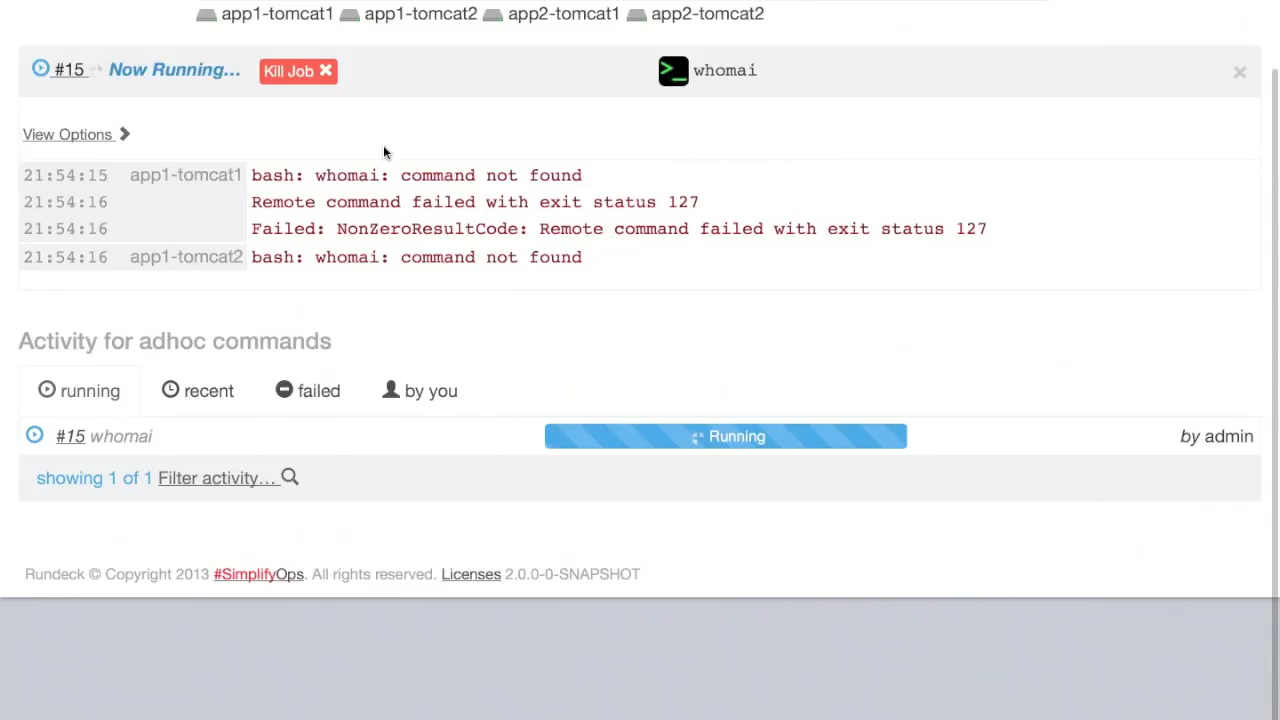 app1-tomcat1 app1-tomcat2 app2-tomcat1 app2-tomcat2
#15 Now Running... Kill Job ✖ >_ whomai ×
View Options
21:54:15 app1-tomcat1 bash: whomai: command not found
21:54:16 Remote command failed with exit status 127
21:54:16 Failed: NonZeroResultCode: Remote command failed with exit status 127
21:54:16 app1-tomcat2 bash: whomai: command not found
Activity for adhoc commands
running recent failed by you
#15 whomai Running by admin
showing 1 of 1 Filter activity…
Rundeck © Copyright 2013 #SimplifyOps. All rights reserved. Licenses 2.0.0-0-SNAPSHOT